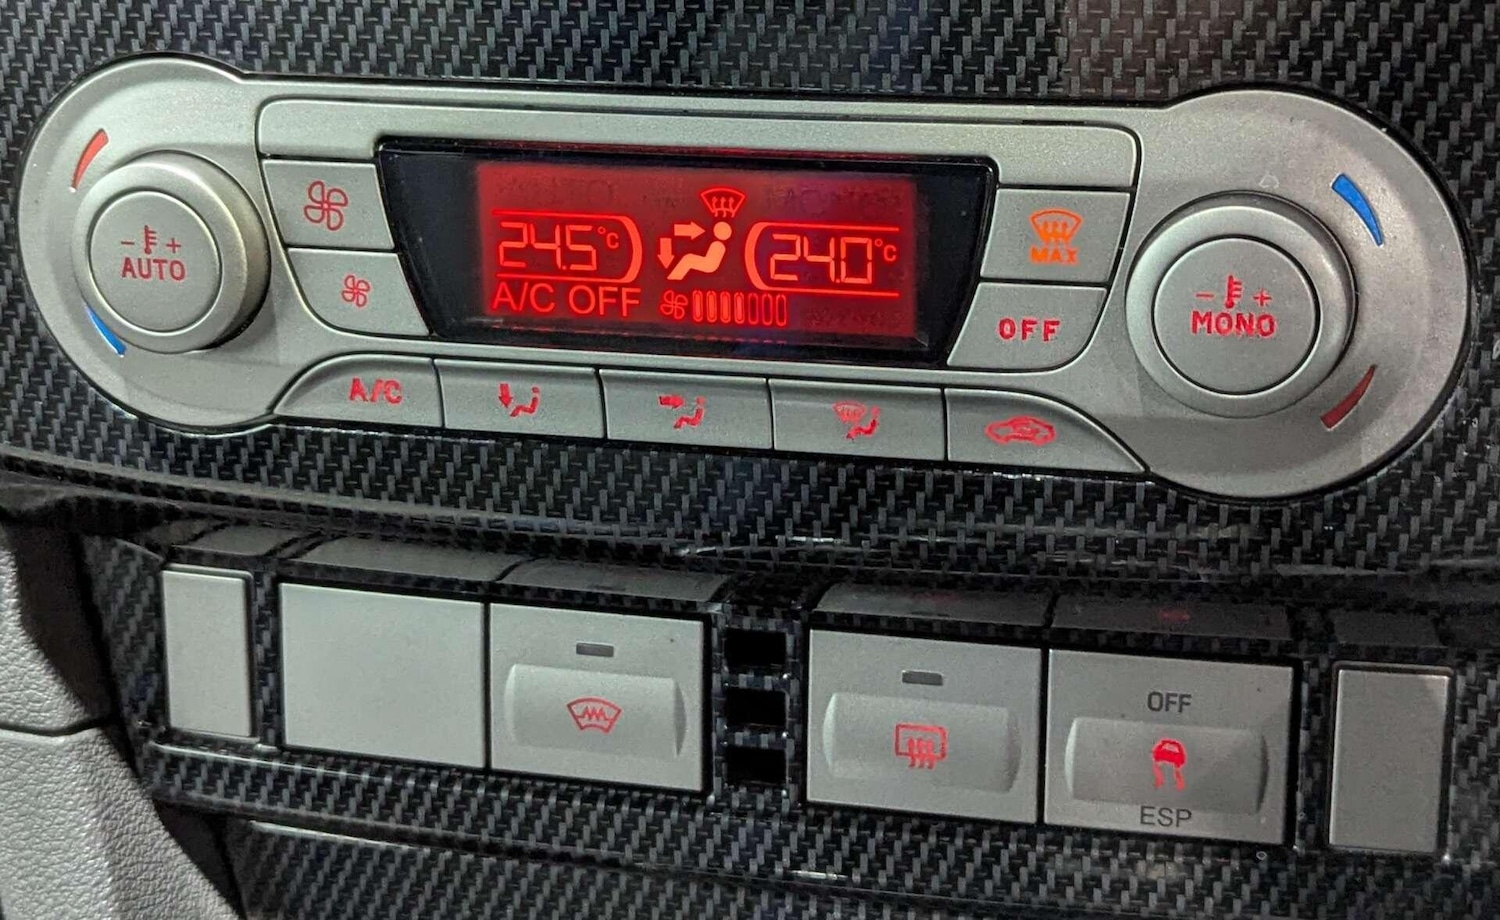 - +
AUTO
24.5°C
24.0°C
A/C OFF
MAX
OFF
- +
MONO
A/C
OFF
ESP